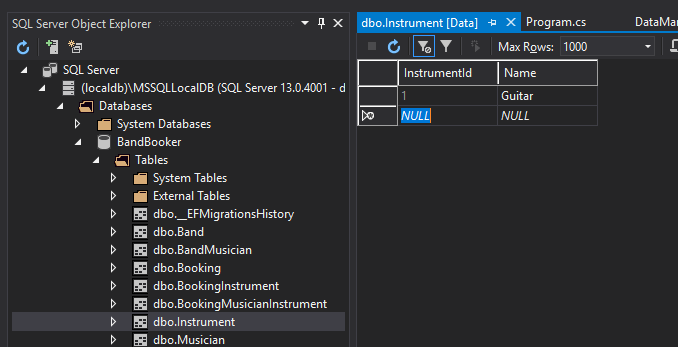 SQL Server Object Explorer
SQL Server
(localdb)\MSSQLLocalDB (SQL Server 13.0.4001 - d
Databases
System Databases
BandBooker
Tables
System Tables
External Tables
dbo.__EFMigrationsHistory
dbo.Band
dbo.BandMusician
dbo.Booking
dbo.BookingInstrument
dbo.BookingMusicianInstrument
dbo.Instrument
dbo.Musician
dbo.Instrument [Data]
Program.cs
DataMan
Max Rows: 1000
InstrumentId Name
1 Guitar
NULL NULL